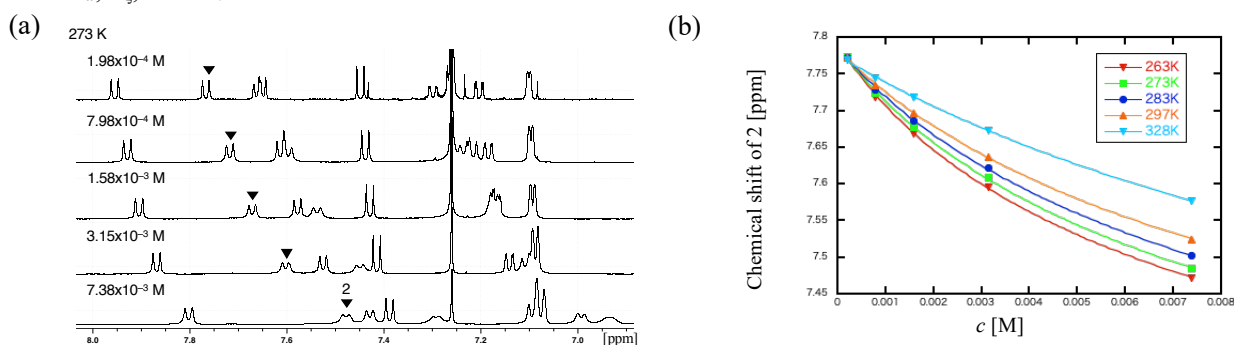 (a)
273 K
1.98x10⁻⁴ M
7.98x10⁻⁴ M
1.58x10⁻³ M
3.15x10⁻³ M
7.38x10⁻³ M
2
8.0
7.8
7.6
7.4
7.2
[ppm]
7.0
(b)
7.8
7.75
7.7
7.65
7.6
7.55
7.5
7.45
Chemical shift of 2 [ppm]
263K
273K
283K
297K
328K
0
0.001
0.002
0.003
0.004
0.005
0.006
0.007
0.008
c [M]